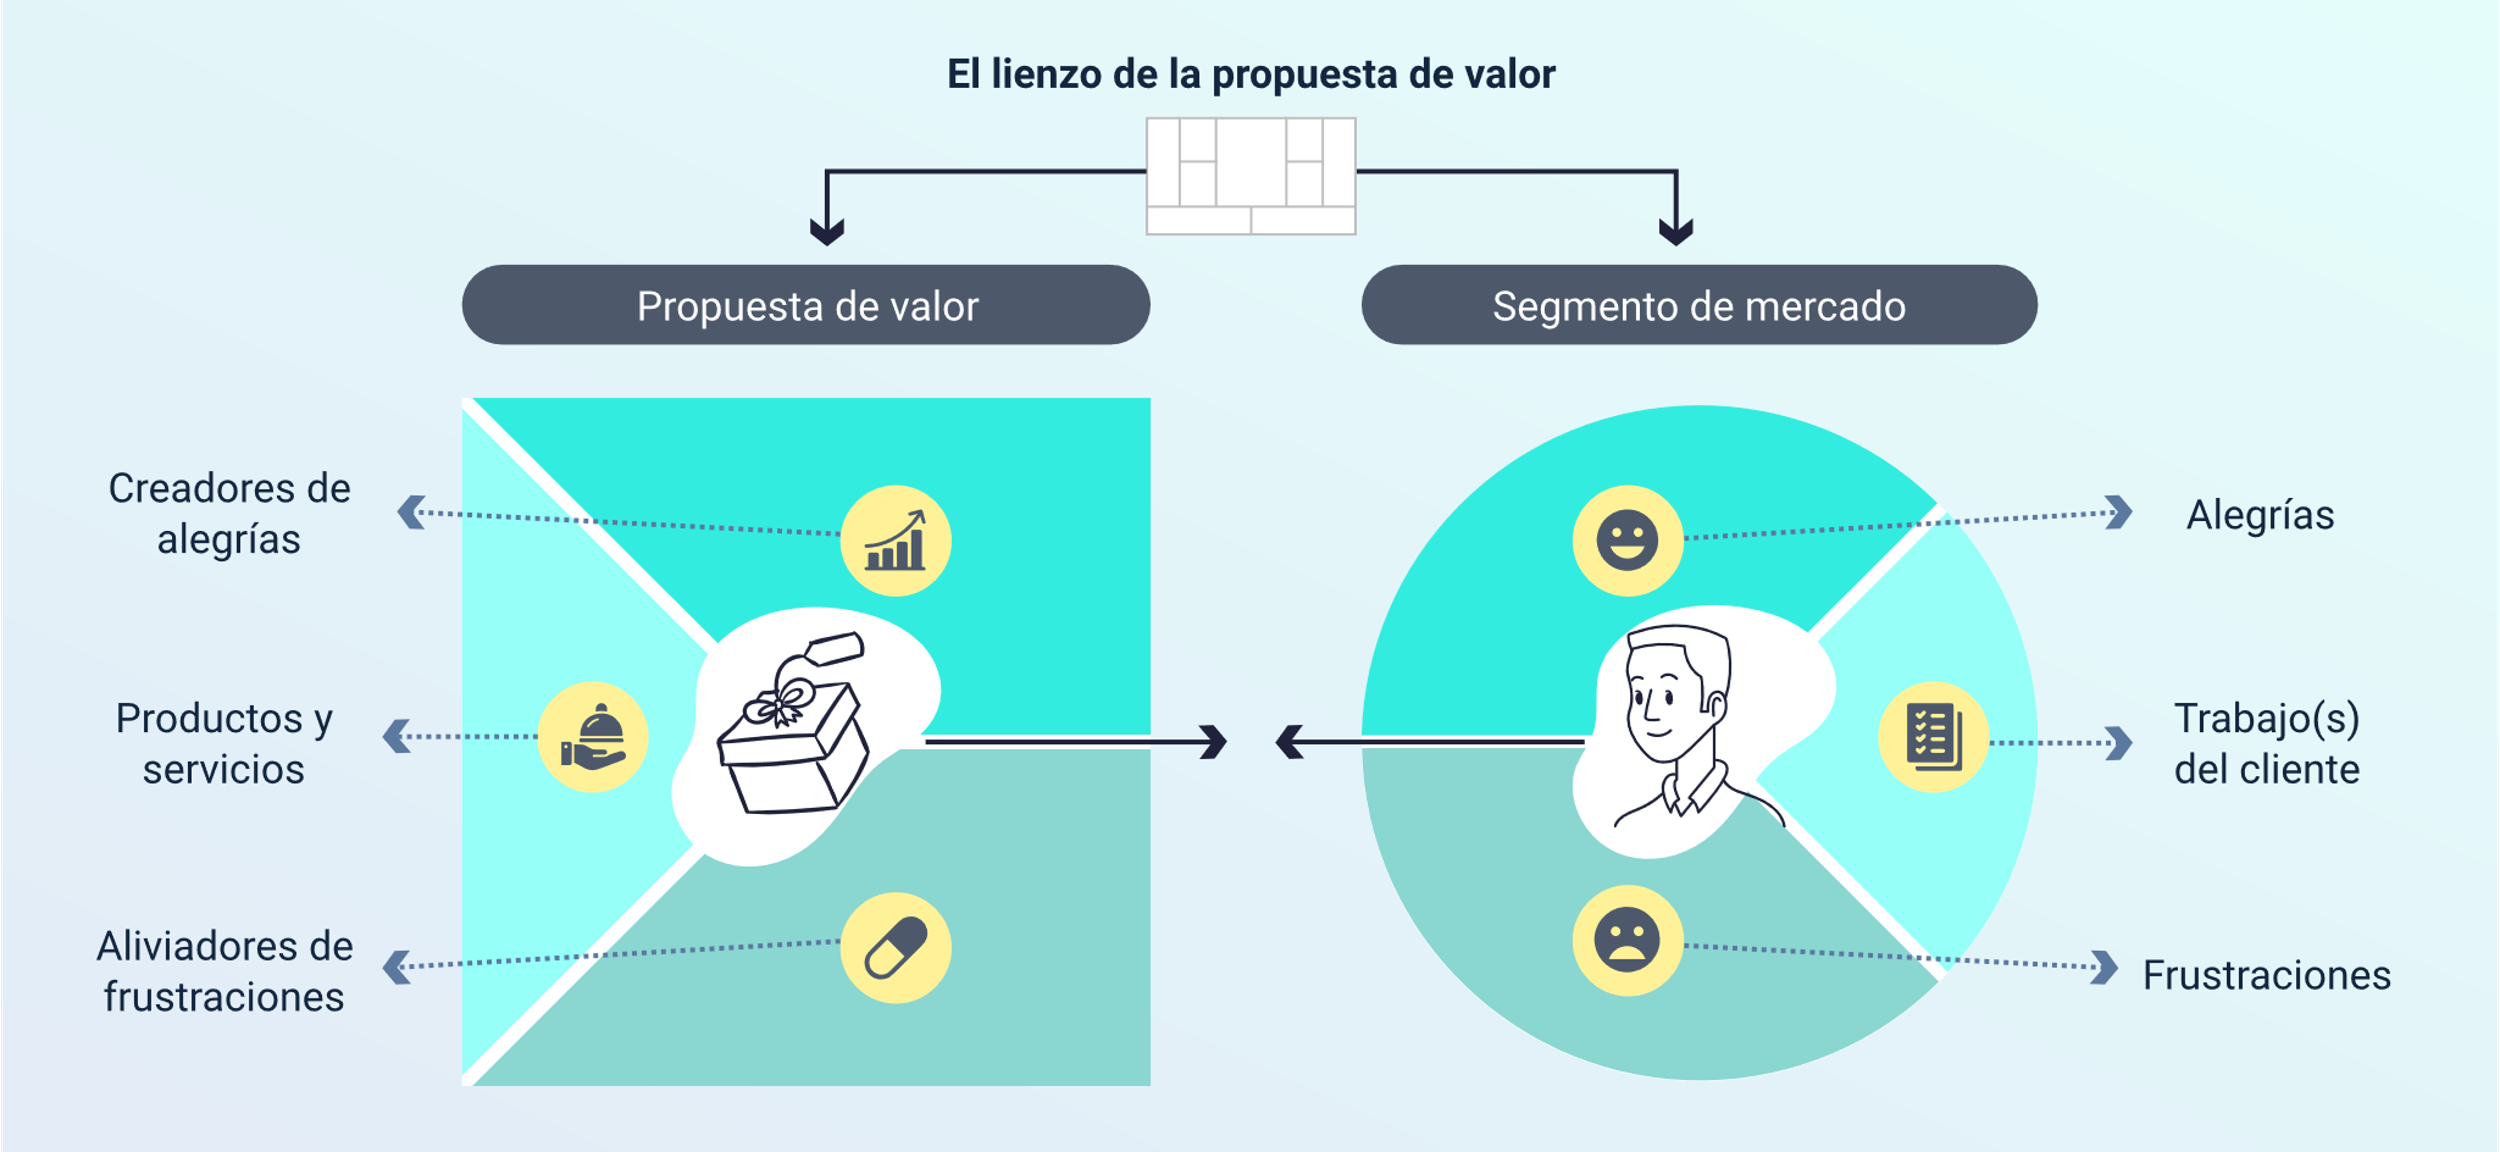 El lienzo de la propuesta de valor
Propuesta de valor
Segmento de mercado
Creadores de
alegrías
Productos y
servicios
Aliviadores de
frustraciones
Alegrías
Trabajo(s)
del cliente
Frustraciones